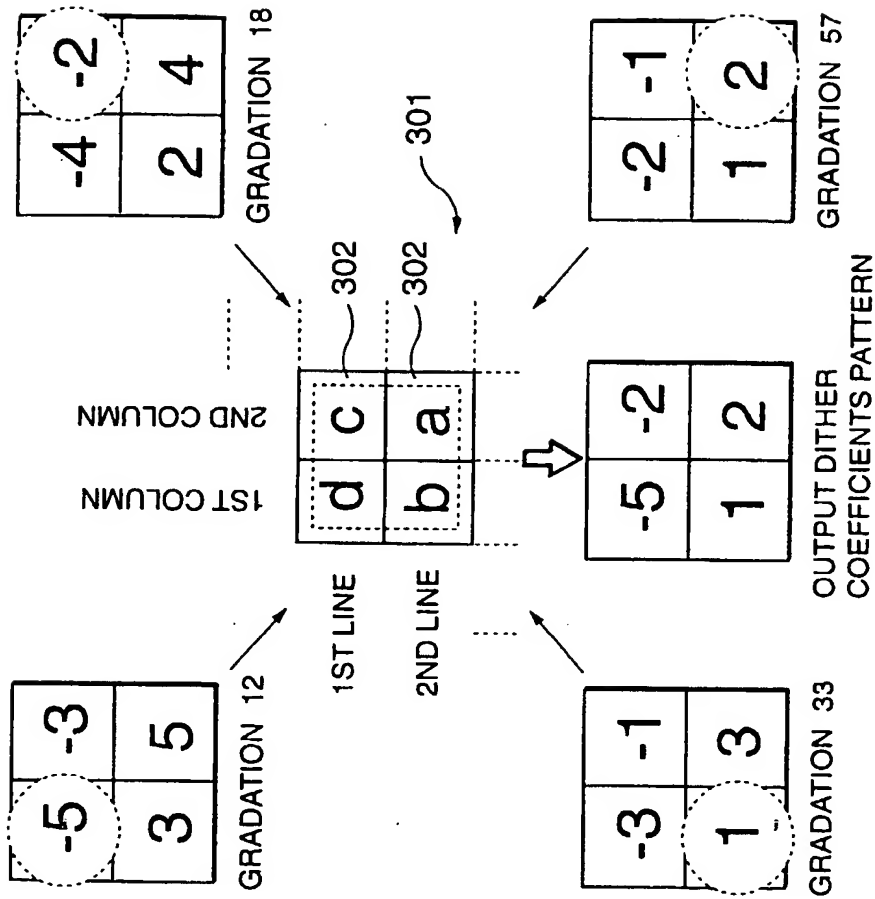 -5 -3
3 5
GRADATION 12
-4 -2
2 4
GRADATION 18
1ST COLUMN
2ND COLUMN
1ST LINE
d c
302
2ND LINE
b a
302
301
-3 -1
1 3
GRADATION 33
-5 -2
1 2
OUTPUT DITHER
COEFFICIENTS PATTERN
-2 -1
1 2
GRADATION 57